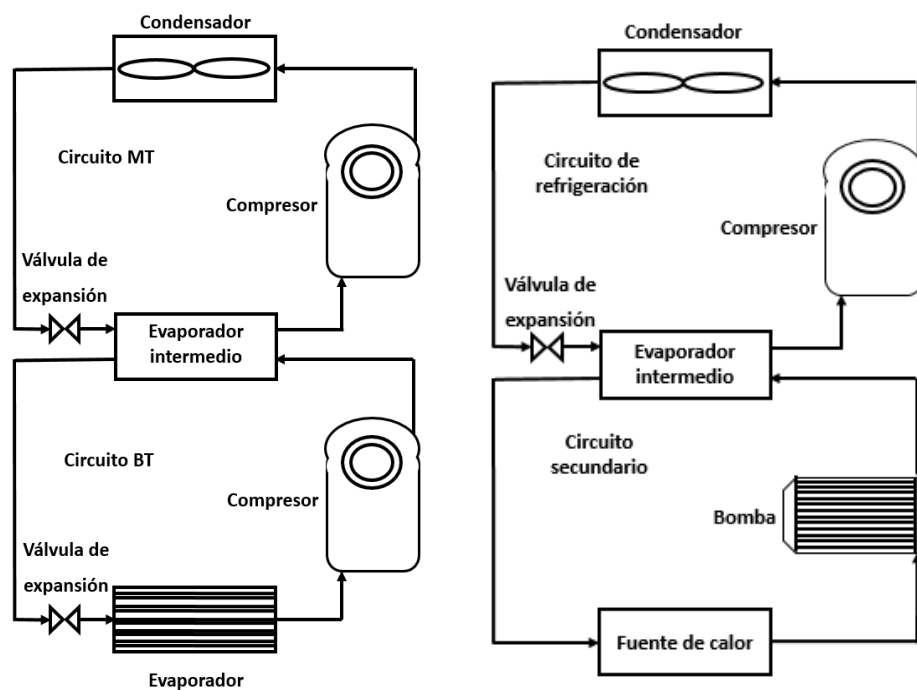 Condensador
Circuito MT
Compresor
Válvula de
expansión
Evaporador
intermedio
Circuito BT
Compresor
Válvula de
expansión
Evaporador
Condensador
Circuito de
refrigeración
Compresor
Válvula de
expansión
Evaporador
intermedio
Circuito
secundario
Bomba
Fuente de calor